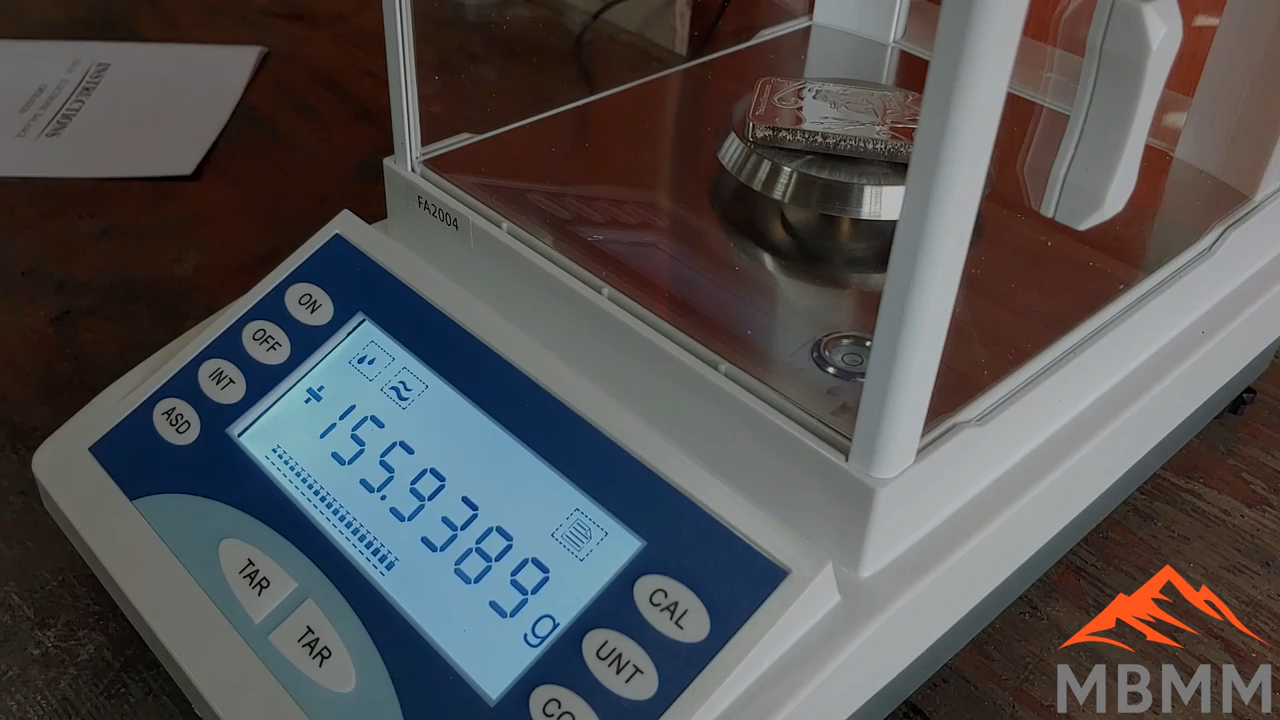 INSTRUCTIONS
FA2004
ON
OFF
INT
ASD
+155.9389g
TAR
TAR
CAL
UNT
MBMM